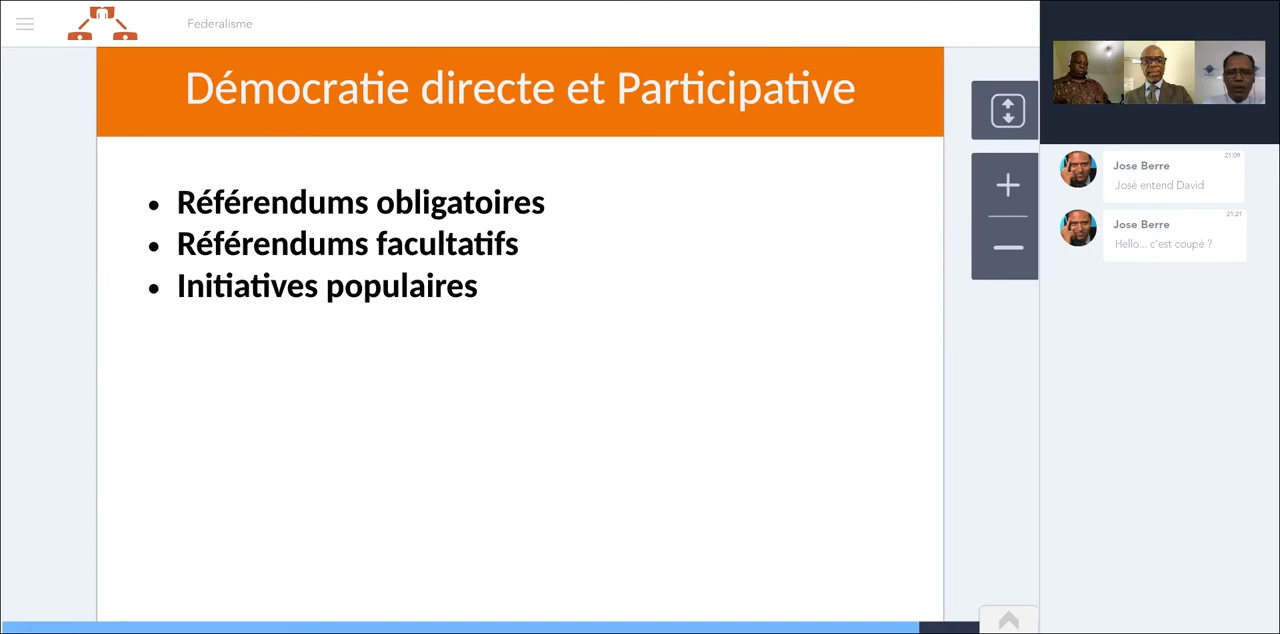 Federalisme
Démocratie directe et Participative
• Référendums obligatoires
• Référendums facultatifs
• Initiatives populaires
21:09
Jose Berre
José entend David
21:21
Jose Berre
Hello... c'est coupé ?